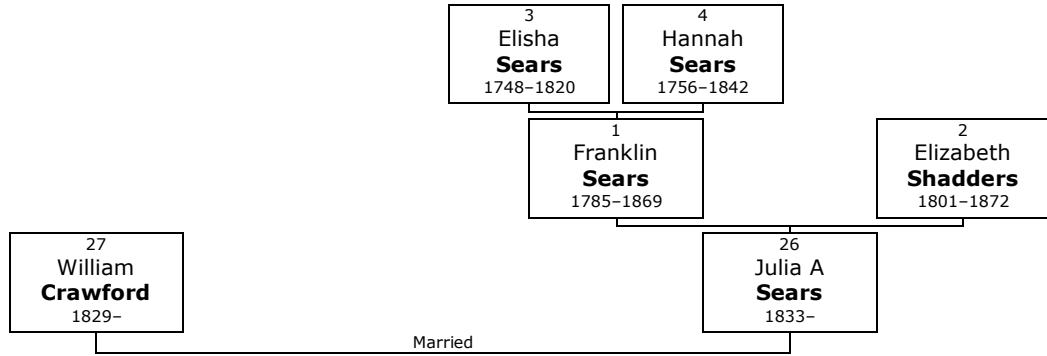 3
Elisha
Sears
1748–1820
4
Hannah
Sears
1756–1842
1
Franklin
Sears
1785–1869
2
Elizabeth
Shadders
1801–1872
27
William
Crawford
1829–
26
Julia A
Sears
1833–
Married